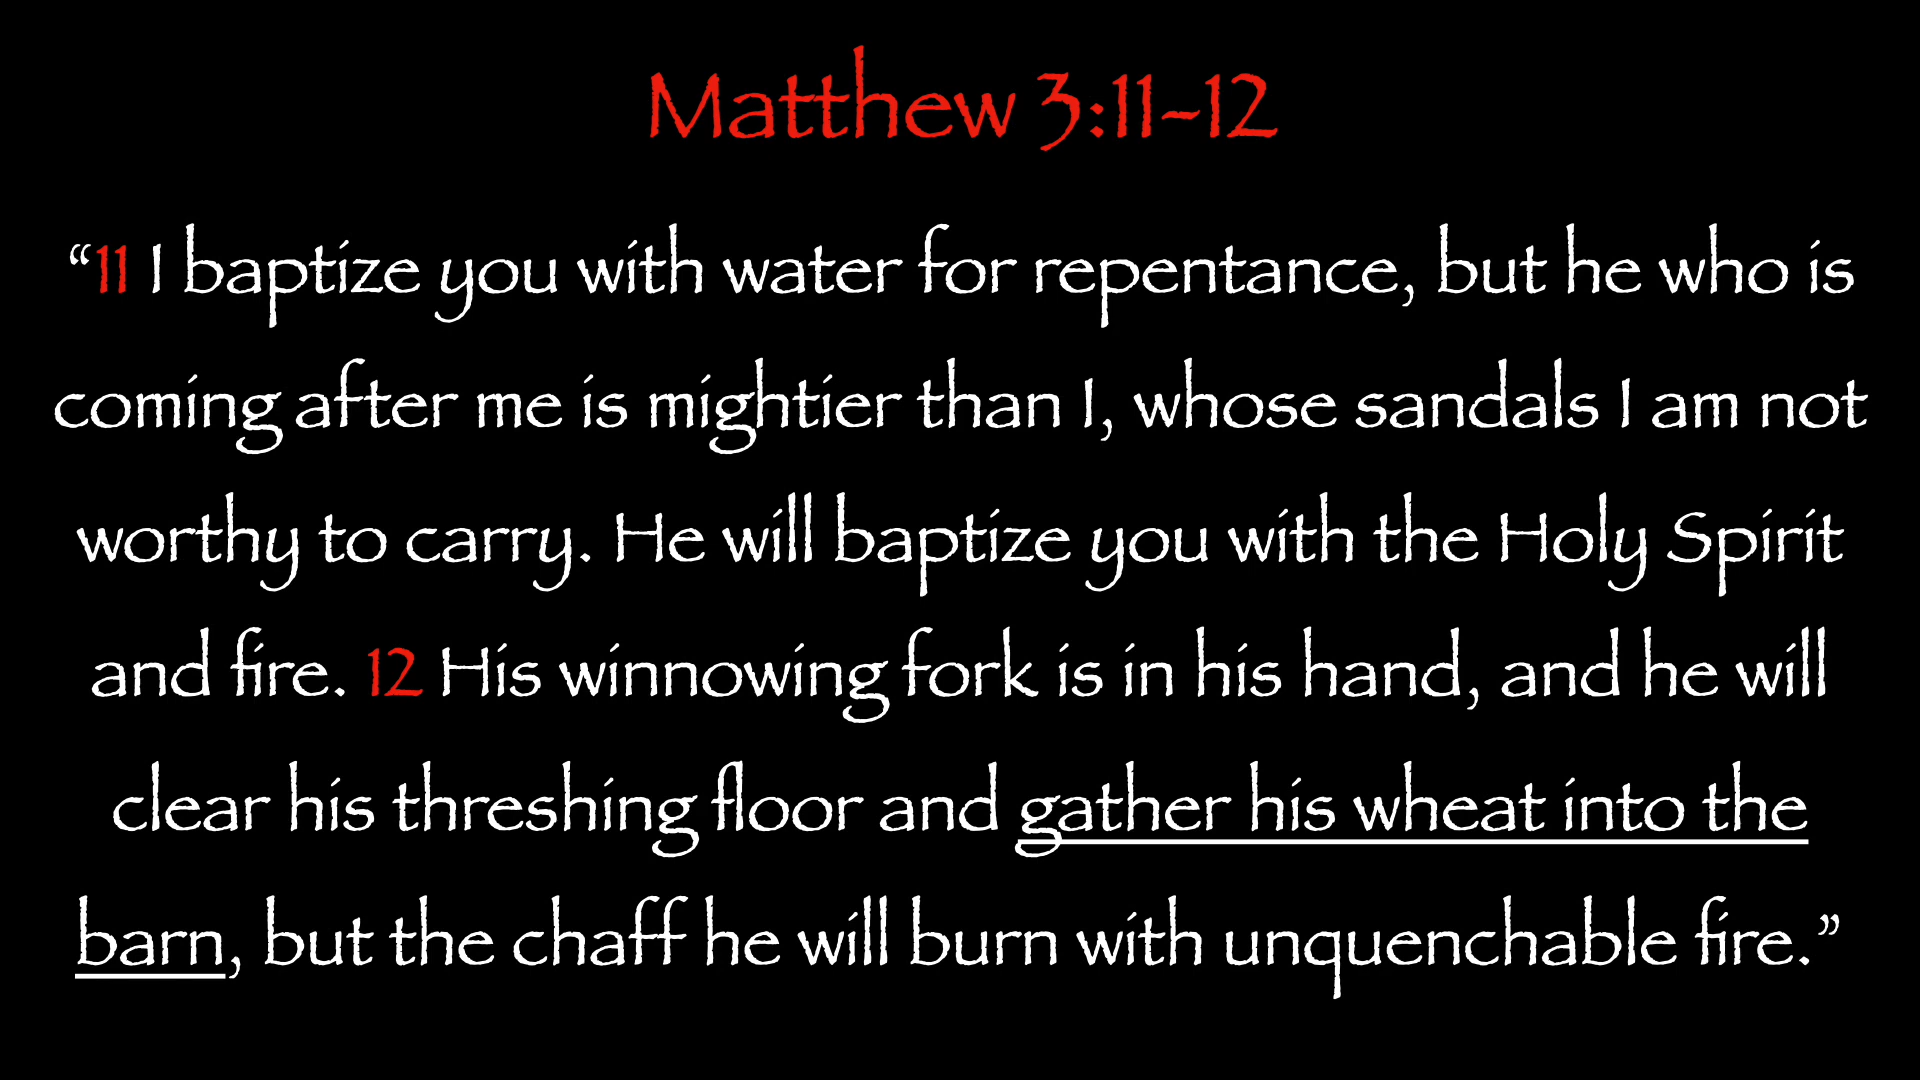 Matthew 3:11-12
“11 I baptize you with water for repentance, but he who is
coming after me is mightier than I, whose sandals I am not
worthy to carry. He will baptize you with the Holy Spirit
and fire. 12 His winnowing fork is in his hand, and he will
clear his threshing floor and gather his wheat into the
barn, but the chaff he will burn with unquenchable fire.”